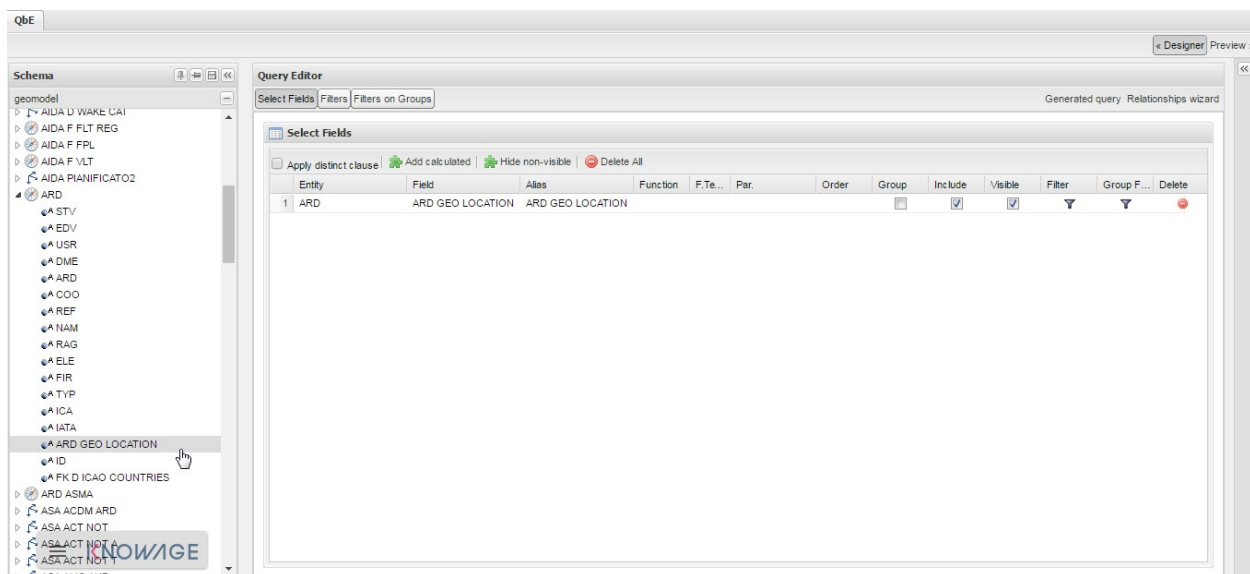 QbE
« Designer Preview »
Schema
geomodel
AIDA D WAKE CAT
AIDA F FLT REG
AIDA F FPL
AIDA F VLT
AIDA PIANIFICATO2
ARD
STV
EDV
USR
DME
ARD
COO
REF
NAM
RAG
ELE
FIR
TYP
ICA
IATA
ARD GEO LOCATION
ID
FK D ICAO COUNTRIES
ARD ASMA
ASA ACDM ARD
ASA ACT NOT
ASA ACT NOT A
ASA ACT NOT T
KNOWAGE
Query Editor
Select Fields Filters Filters on Groups Generated query Relationships wizard
Select Fields
Apply distinct clause Add calculated Hide non-visible Delete All
Entity Field Alias Function F.Te... Par. Order Group Include Visible Filter Group F... Delete
1 ARD ARD GEO LOCATION ARD GEO LOCATION